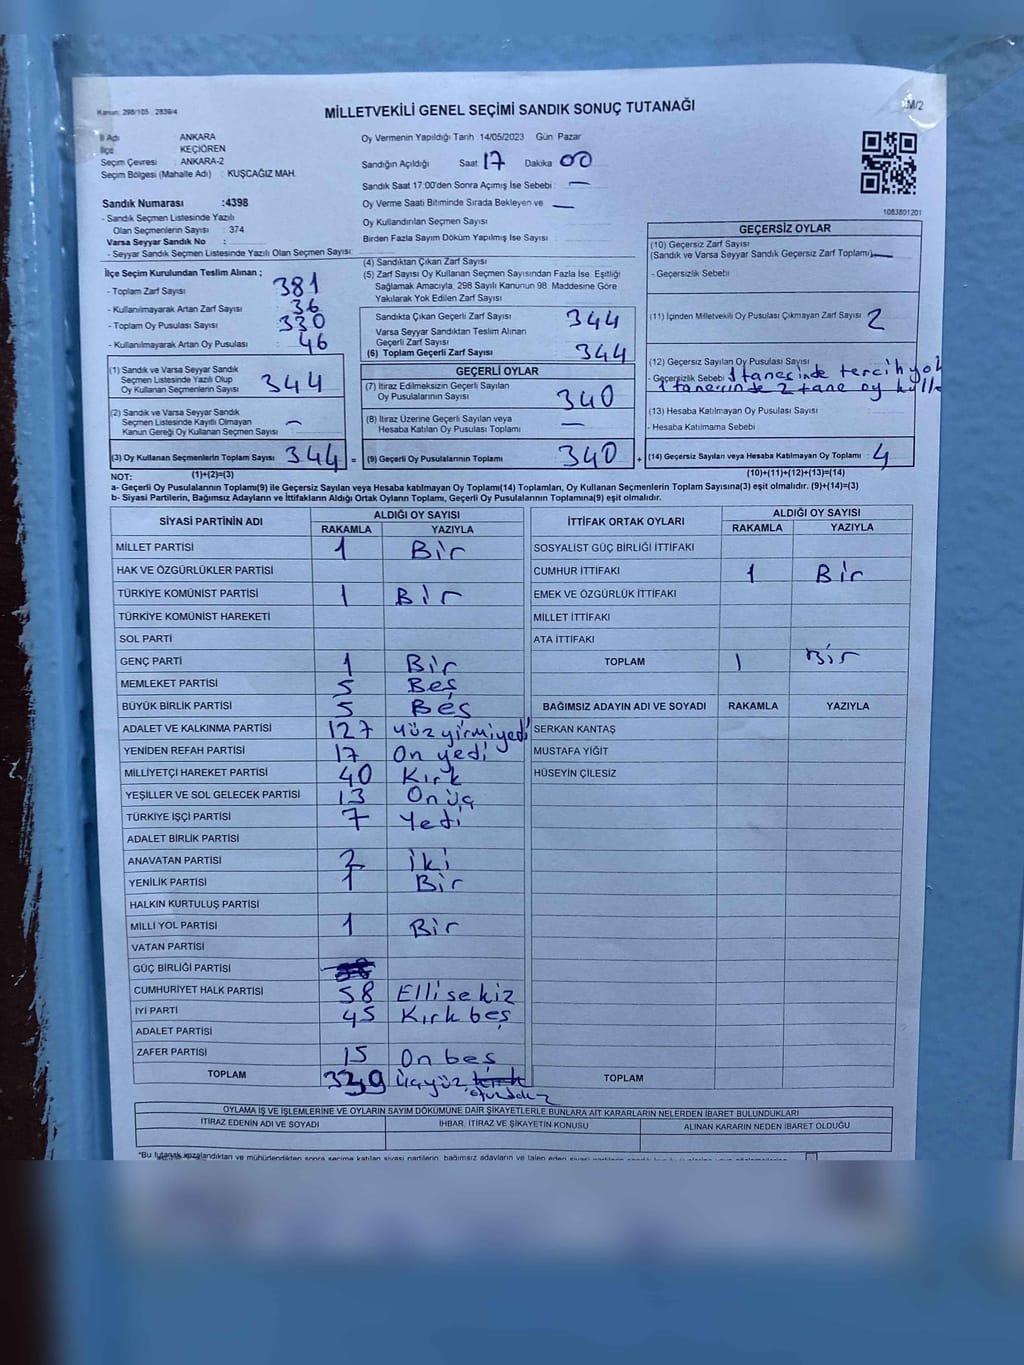 Kanun: 298/105 , 2839/4
MİLLETVEKİLİ GENEL SEÇİMİ SANDIK SONUÇ TUTANAĞI
M/2
İl Adı : ANKARA
İlçe : KEÇİÖREN
Seçim Çevresi : ANKARA-2
Seçim Bölgesi (Mahalle Adı) : KUŞCAĞIZ MAH.
Oy Vermenin Yapıldığı Tarih 14/05/2023 Gün Pazar
Sandığın Açıldığı Saat 17 Dakika 00
Sandık Saat 17:00'den Sonra Açımış İse Sebebi : —
Oy Verme Saati Bitiminde Sırada Bekleyen ve —
Oy Kullandırılan Seçmen Sayısı
Birden Fazla Sayım Döküm Yapılmış İse Sayısı :
1083801201
Sandık Numarası :4398
- Sandık Seçmen Listesinde Yazılı
Olan Seçmenlerin Sayısı : 374
Varsa Seyyar Sandık No :
- Seyyar Sandık Seçmen Listesinde Yazılı Olan Seçmen Sayısı:
İlçe Seçim Kurulundan Teslim Alınan ;
- Toplam Zarf Sayısı 381
- Kullanılmayarak Artan Zarf Sayısı : 36
- Toplam Oy Pusulası Sayısı 330
- Kullanılmayarak Artan Oy Pusulası : 46
(1) Sandık ve Varsa Seyyar Sandık
Seçmen Listesinde Yazılı Olup
Oy Kullanan Seçmenlerin Sayısı 344
(2) Sandık ve Varsa Seyyar Sandık
Seçmen Listesinde Kayıtlı Olmayan
Kanun Gereği Oy Kullanan Seçmen Sayısı —
(3) Oy Kullanan Seçmenlerin Toplam Sayısı 344 =
(1)+(2)=(3)
(4) Sandıktan Çıkan Zarf Sayısı
(5) Zarf Sayısı Oy Kullanan Seçmen Sayısından Fazla İse, Eşitliği
Sağlamak Amacıyla, 298 Sayılı Kanunun 98 Maddesine Göre
Yakılarak Yok Edilen Zarf Sayısı
Sandıkta Çıkan Geçerli Zarf Sayısı 344
Varsa Seyyar Sandıktan Teslim Alınan
Geçerli Zarf Sayısı
(6) Toplam Geçerli Zarf Sayısı 344
GEÇERLİ OYLAR
(7) İtiraz Edilmeksizin Geçerli Sayılan
Oy Pusulalarının Sayısı 340
(8) İtiraz Üzerine Geçerli Sayılan veya
Hesaba Katılan Oy Pusulası Toplamı —
(9) Geçerli Oy Pusulalarının Toplamı 340 +
GEÇERSİZ OYLAR
(10) Geçersiz Zarf Sayısı
(Sandık ve Varsa Seyyar Sandık Geçersiz Zarf Toplamı) —
- Geçersizlik Sebebi
(11) İçinden Milletvekili Oy Pusulası Çıkmayan Zarf Sayısı 2
(12) Geçersiz Sayılan Oy Pusulası Sayısı
- Geçersizlik Sebebi 1 tanesinde tercih yok
1 tanesinde 2 tane oy kulla
(13) Hesaba Katılmayan Oy Pusulası Sayısı :
- Hesaba Katılmama Sebebi
(14) Geçersiz Sayılan veya Hesaba Katılmayan Oy Toplamı : 4
(10)+(11)+(12)+(13)=(14)
NOT:
a- Geçerli Oy Pusulalarının Toplamı(9) ile Geçersiz Sayılan veya Hesaba katılmayan Oy Toplamı(14) Toplamları, Oy Kullanan Seçmenlerin Toplam Sayısına(3) eşit olmalıdır. (9)+(14)=(3)
b- Siyasi Partilerin, Bağımsız Adayların ve İttifakların Aldığı Ortak Oyların Toplamı, Geçerli Oy Pusulalarının Toplamına(9) eşit olmalıdır.
SİYASİ PARTİNİN ADI ALDIĞI OY SAYISI
RAKAMLA YAZIYLA
MİLLET PARTİSİ 1 Bir
HAK VE ÖZGÜRLÜKLER PARTİSİ
TÜRKİYE KOMÜNİST PARTİSİ 1 Bir
TÜRKİYE KOMÜNİST HAREKETİ
SOL PARTİ
GENÇ PARTİ 1 Bir
MEMLEKET PARTİSİ 5 Beş
BÜYÜK BİRLİK PARTİSİ 5 Beş
ADALET VE KALKINMA PARTİSİ 127 Yüz yirmi yedi
YENİDEN REFAH PARTİSİ 17 On yedi
MİLLİYETÇİ HAREKET PARTİSİ 40 Kırk
YEŞİLLER VE SOL GELECEK PARTİSİ 13 On üç
TÜRKİYE İŞÇİ PARTİSİ 7 Yedi
ADALET BİRLİK PARTİSİ
ANAVATAN PARTİSİ 2 İki
YENİLİK PARTİSİ 1 Bir
HALKIN KURTULUŞ PARTİSİ
MİLLİ YOL PARTİSİ 1 Bir
VATAN PARTİSİ
GÜÇ BİRLİĞİ PARTİSİ
CUMHURİYET HALK PARTİSİ 58 Elli sekiz
İYİ PARTİ 45 Kırk beş
ADALET PARTİSİ
ZAFER PARTİSİ 15 On beş
TOPLAM 339 üçyüz
İTTİFAK ORTAK OYLARI ALDIĞI OY SAYISI
RAKAMLA YAZIYLA
SOSYALİST GÜÇ BİRLİĞİ İTTİFAKI
CUMHUR İTTİFAKI 1 Bir
EMEK VE ÖZGÜRLÜK İTTİFAKI
MİLLET İTTİFAKI
ATA İTTİFAKI
TOPLAM 1 Bir
BAĞIMSIZ ADAYIN ADI VE SOYADI RAKAMLA YAZIYLA
SERKAN KANTAŞ
MUSTAFA YİĞİT
HÜSEYİN ÇİLESİZ
TOPLAM
OYLAMA İŞ VE İŞLEMLERİNE VE OYLARIN SAYIM DÖKÜMÜNE DAİR ŞİKAYETLERLE BUNLARA AİT KARARLARIN NELERDEN İBARET BULUNDUKLARI
İTİRAZ EDENİN ADI VE SOYADI İHBAR, İTİRAZ VE ŞİKAYETİN KONUSU ALINAN KARARIN NEDEN İBARET OLDUĞU